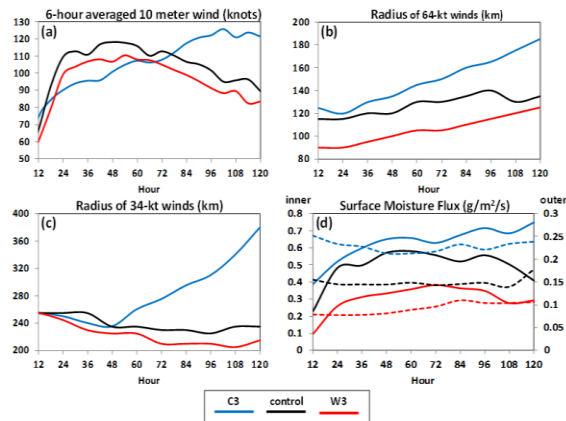 6-hour averaged 10 meter wind (knots)
(a)
130
120
110
100
90
80
70
60
50
12 24 36 48 60 72 84 96 108 120
Hour
Radius of 64-kt winds (km)
(b)
200
180
160
140
120
100
80
12 24 36 48 60 72 84 96 108 120
Hour
Radius of 34-kt winds (km)
(c)
400
360
320
280
240
200
12 24 36 48 60 72 84 96 108 120
Hour
Surface Moisture Flux (g/m²/s)
inner
outer
(d)
0.8
0.7
0.6
0.5
0.4
0.3
0.2
0.1
0
0.3
0.25
0.2
0.15
0.1
0.05
0
12 24 36 48 60 72 84 96 108 120
Hour
C3 control W3